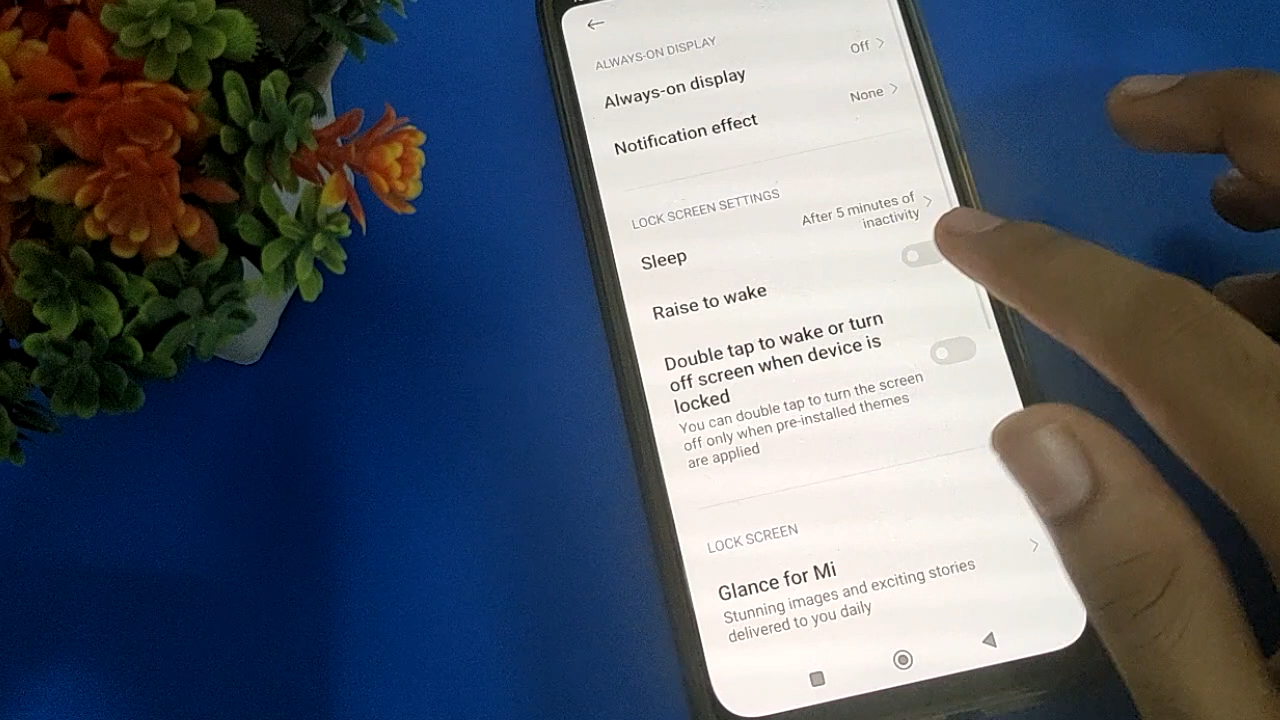 ALWAYS-ON DISPLAY
Always-on display
Off
Notification effect
None
LOCK SCREEN SETTINGS
Sleep
After 5 minutes of
inactivity
Raise to wake
Double tap to wake or turn
off screen when device is
locked
You can double tap to turn the screen
off only when pre-installed themes
are applied
LOCK SCREEN
Glance for Mi
Stunning images and exciting stories
delivered to you daily